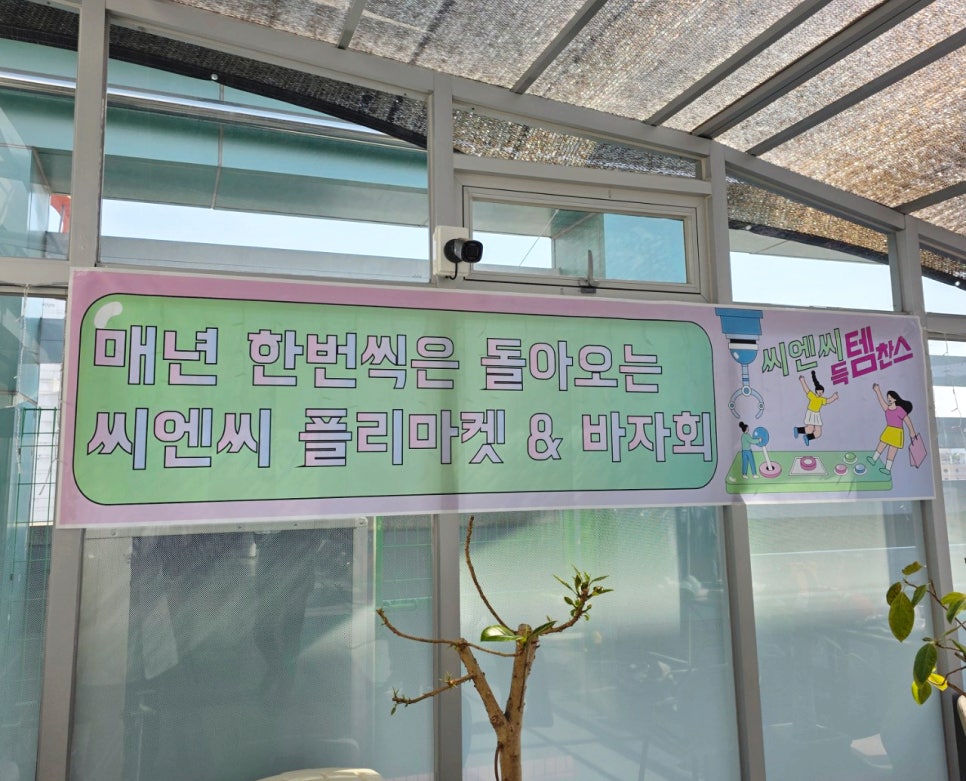 매년 한번씩은 돌아오는
씨엔씨 플리마켓 & 바자회
씨엔씨
득템찬스